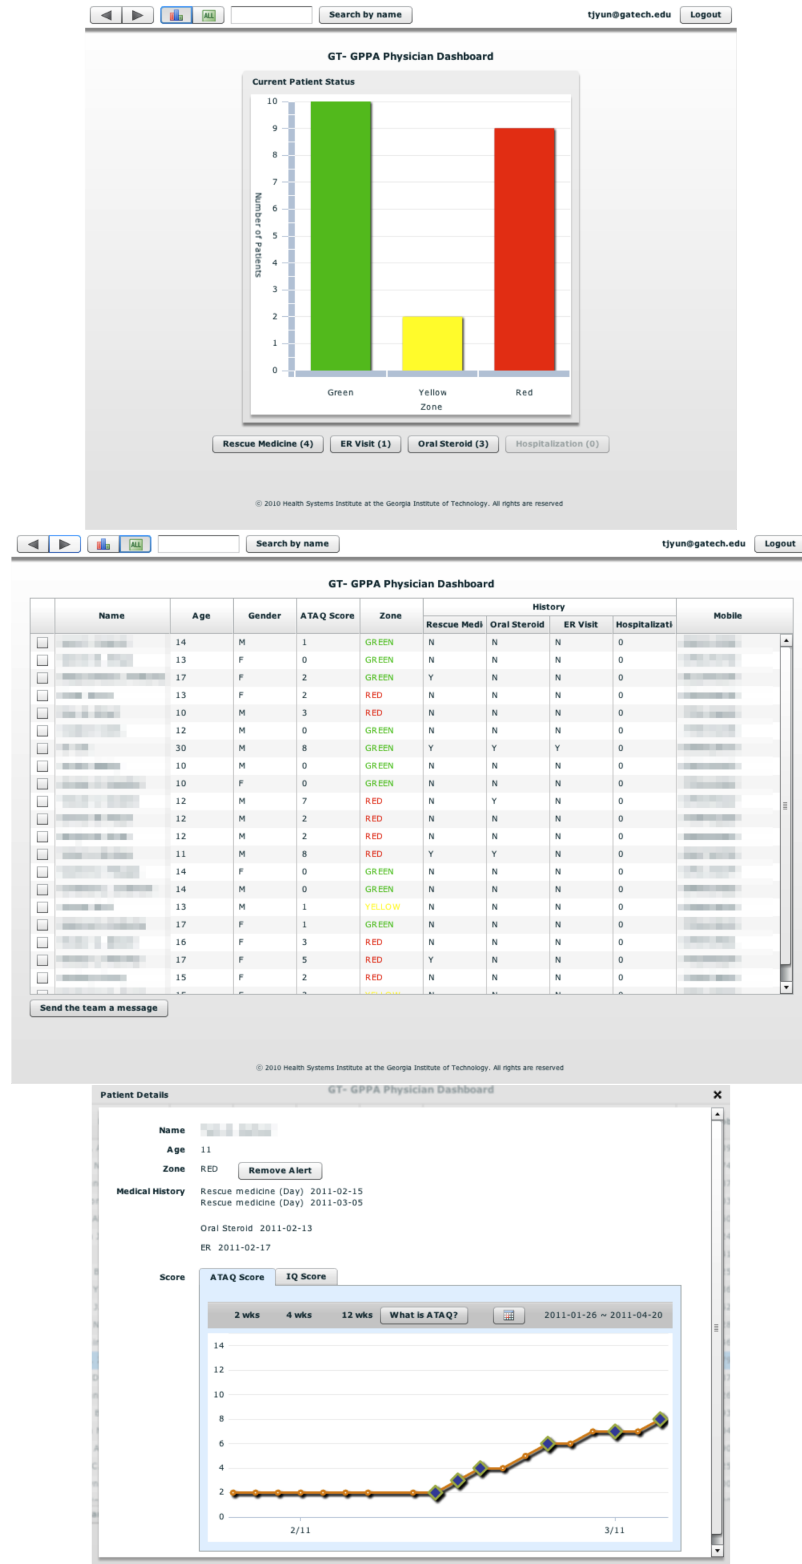 ALL
Search by name
tjyun@gatech.edu
Logout
GT- GPPA Physician Dashboard
Current Patient Status
10
9
8
7
6
5
4
3
2
1
0
Number of Patients
Green Yellow Red
Zone
Rescue Medicine (4) ER Visit (1) Oral Steroid (3) Hospitalization (0)
© 2010 Health Systems Institute at the Georgia Institute of Technology. All rights are reserved
ALL
Search by name
tjyun@gatech.edu
Logout
GT- GPPA Physician Dashboard
Name Age Gender ATAQ Score Zone History Mobile
Rescue Medi Oral Steroid ER Visit Hospitalizati
14 M 1 GREEN N N N 0
13 F 0 GREEN N N N 0
17 F 2 GREEN Y N N 0
13 F 2 RED N N N 0
10 M 3 RED N N N 0
12 M 0 GREEN N N N 0
30 M 8 GREEN Y Y Y 0
10 M 0 GREEN N N N 0
10 F 0 GREEN N N N 0
12 M 7 RED N Y N 0
12 M 2 RED N N N 0
12 M 2 RED N N N 0
11 M 8 RED Y Y N 0
14 F 0 GREEN N N N 0
14 M 0 GREEN N N N 0
13 M 1 YELLOW N N N 0
17 F 1 GREEN N N N 0
16 F 3 RED N N N 0
17 F 5 RED Y N N 0
15 F 2 RED N N N 0
Send the team a message
© 2010 Health Systems Institute at the Georgia Institute of Technology. All rights are reserved
GT- GPPA Physician Dashboard
Patient Details
Name
Age 11
Zone RED Remove Alert
Medical History Rescue medicine (Day) 2011-02-15
Rescue medicine (Day) 2011-03-05
Oral Steroid 2011-02-13
ER 2011-02-17
Score ATAQ Score IQ Score
2 wks 4 wks 12 wks What is ATAQ? 2011-01-26 ~ 2011-04-20
14
12
10
8
6
4
2
0
2/11 3/11